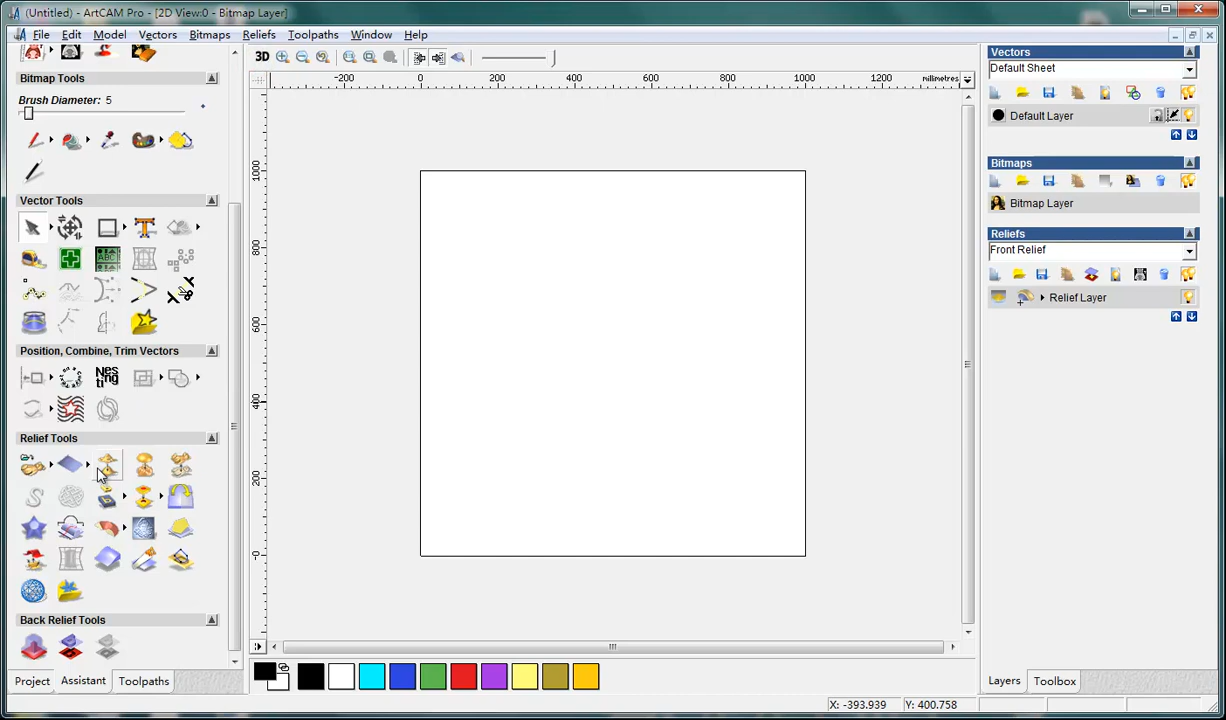 (Untitled) - ArtCAM Pro - [2D View:0 - Bitmap Layer]
File Edit Model Vectors Bitmaps Reliefs Toolpaths Window Help
3D
Bitmap Tools
Brush Diameter: 5
Vector Tools
ABC
Position, Combine, Trim Vectors
Nes
ting
Relief Tools
Back Relief Tools
Project Assistant Toolpaths
-200 0 200 400 600 800 1000 1200 millimetres
1000
800
600
400
200
-0
Vectors
Default Sheet
Default Layer
Bitmaps
Bitmap Layer
Reliefs
Front Relief
Relief Layer
Layers Toolbox
X: -393.939 Y: 400.758